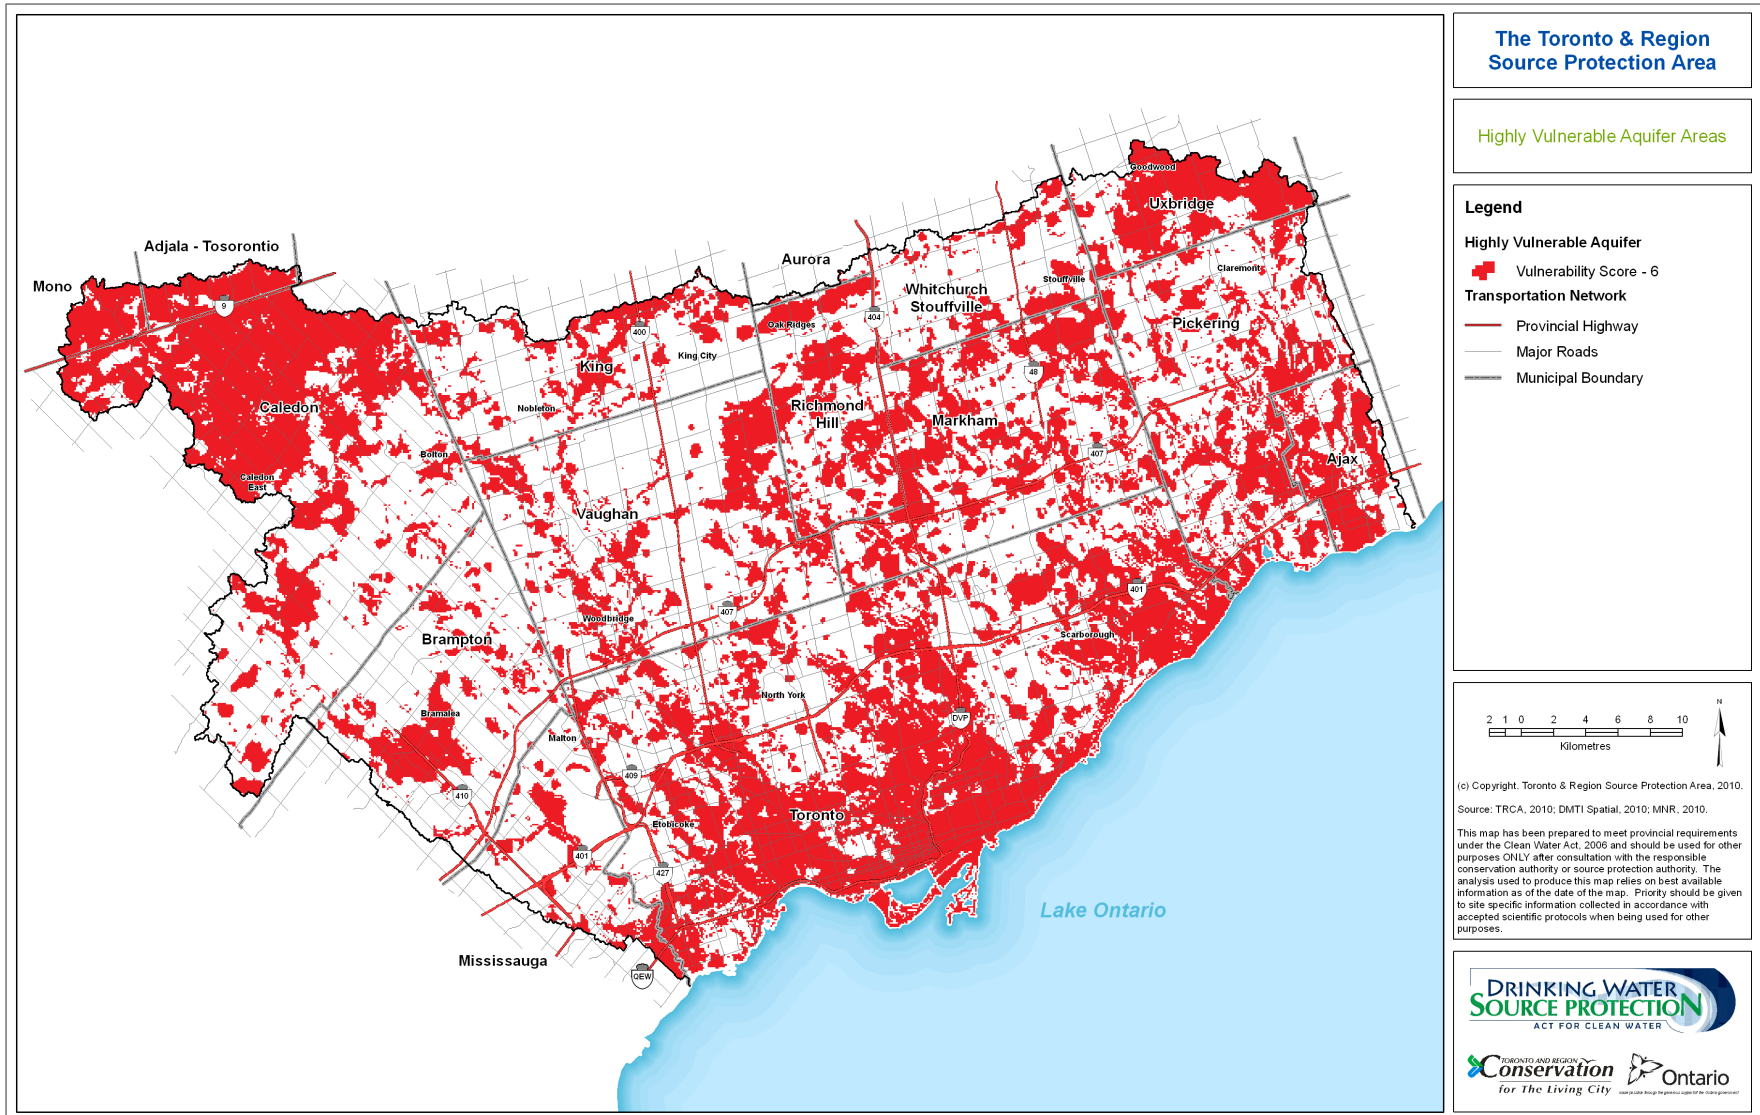 The Toronto & Region
Source Protection Area
Highly Vulnerable Aquifer Areas
Legend
Highly Vulnerable Aquifer
Vulnerability Score - 6
Transportation Network
Provincial Highway
Major Roads
Municipal Boundary
Goodwood
Uxbridge
Adjala - Tosorontio
Mono
Aurora
Claremont
Stouffville
Whitchurch
Stouffville
9
400
404
Oak Ridges
Pickering
King City
King
48
Caledon
Nobleton
Richmond
Hill
Markham
Bolton
407
Ajax
Caledon
East
Vaughan
401
407
Woodbridge
Scarborough
Brampton
North York
Bramalea
DVP
Malton
409
410
Toronto
Etobicoke
401
427
Lake Ontario
Mississauga
QEW
N
2 1 0 2 4 6 8 10
Kilometres
(c) Copyright. Toronto & Region Source Protection Area, 2010.
Source: TRCA, 2010; DMTI Spatial, 2010; MNR, 2010.
This map has been prepared to meet provincial requirements
under the Clean Water Act, 2006 and should be used for other
purposes ONLY after consultation with the responsible
conservation authority or source protection authority. The
analysis used to produce this map relies on best available
information as of the date of the map. Priority should be given
to site specific information collected in accordance with
accepted scientific protocols when being used for other
purposes.
DRINKING WATER
SOURCE PROTECTION
ACT FOR CLEAN WATER
TORONTO AND REGION
Conservation
for The Living City
Ontario